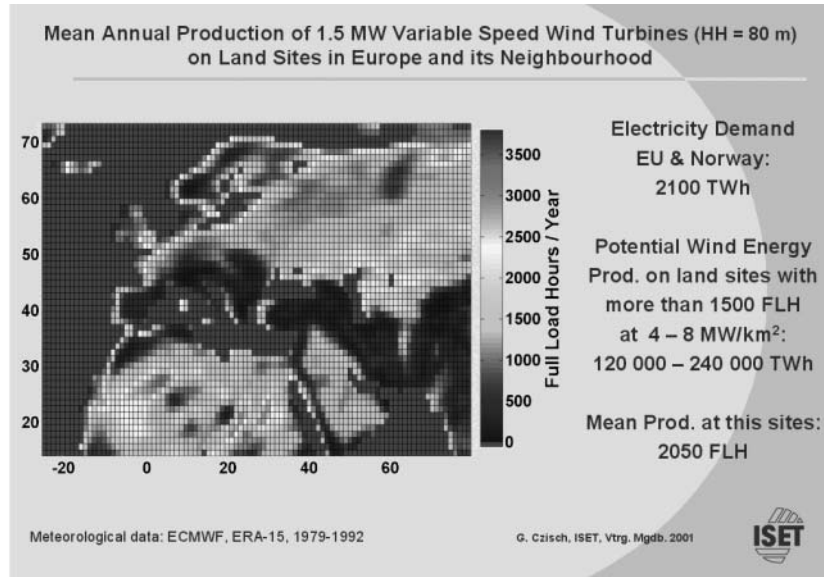 Mean Annual Production of 1.5 MW Variable Speed Wind Turbines (HH = 80 m)
on Land Sites in Europe and its Neighbourhood
70
60
50
40
30
20
-20 0 20 40 60
3500
3000
2500
2000
1500
1000
500
0
Full Load Hours / Year
Electricity Demand
EU & Norway:
2100 TWh
Potential Wind Energy
Prod. on land sites with
more than 1500 FLH
at 4 – 8 MW/km²:
120 000 – 240 000 TWh
Mean Prod. at this sites:
2050 FLH
Meteorological data: ECMWF, ERA-15, 1979-1992
G. Czisch, ISET, Vtrg. Mgdb. 2001
ISET